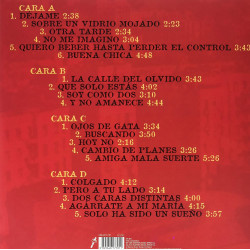 CARA A
1. DÉJAME 2:38
2. SOBRE UN VIDRIO MOJADO 2:23
3. OTRA TARDE 2:34
4. NO ME IMAGINO 3:04
5. QUIERO BEBER HASTA PERDER EL CONTROL 3:43
6. BUENA CHICA 4:48
CARA B
1. LA CALLE DEL OLVIDO 3:43
2. QUE SOLO ESTÁS 4:02
3. SOY COMO DOS 3:10
4. Y NO AMANECE 4:44
CARA C
1. OJOS DE GATA 3:34
2. BUSCANDO 3:50
3. HOY NO 2:16
4. CAMBIO DE PLANES 3:26
5. AMIGA MALA SUERTE 5:26
CARA D
1. COLGADO 4:12
2. PERO A TU LADO 3:14
3. DOS CARAS DISTINTAS 4:00
4. AGÁRRATE A MÍ MARÍA 4:15
5. SOLO HA SIDO UN SUEÑO 3:57